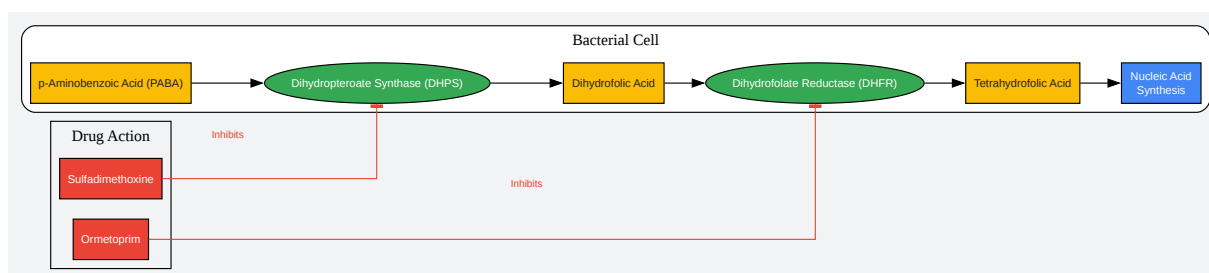 Bacterial Cell
p-Aminobenzoic Acid (PABA)
Dihydropteroate Synthase (DHPS)
Dihydrofolic Acid
Dihydrofolate Reductase (DHFR)
Tetrahydrofolic Acid
Nucleic Acid
Synthesis
Drug Action
Inhibits
Sulfadimethoxine
Inhibits
Ormetoprim